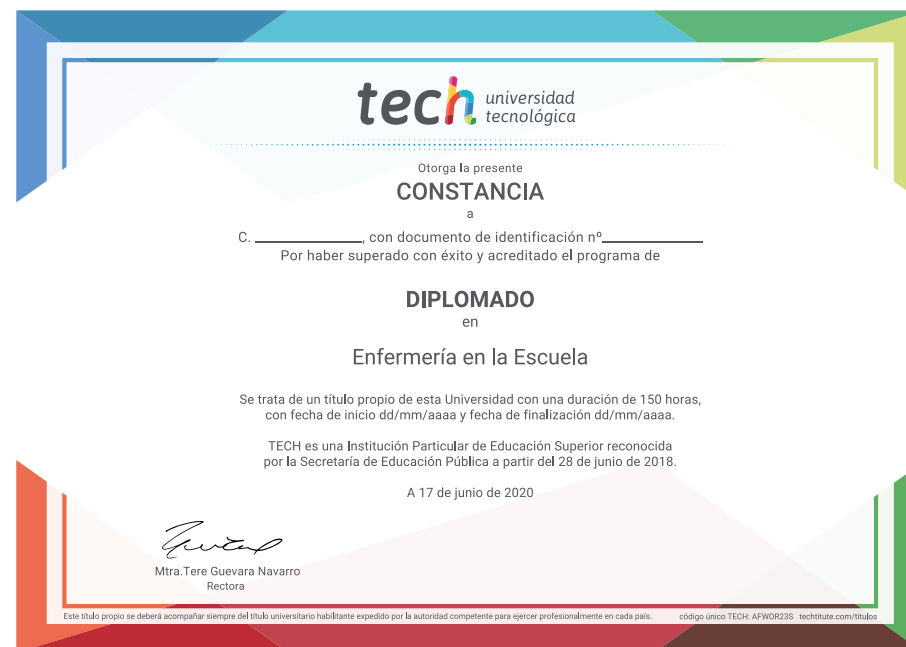 tech universidad
tecnológica
Otorga la presente
CONSTANCIA
a
C. ______________, con documento de identificación nº______________
Por haber superado con éxito y acreditado el programa de
DIPLOMADO
en
Enfermería en la Escuela
Se trata de un título propio de esta Universidad con una duración de 150 horas,
con fecha de inicio dd/mm/aaaa y fecha de finalización dd/mm/aaaa.
TECH es una Institución Particular de Educación Superior reconocida
por la Secretaría de Educación Pública a partir del 28 de junio de 2018.
A 17 de junio de 2020
Mtra.Tere Guevara Navarro
Rectora
Este título propio se deberá acompañar siempre del título universitario habilitante expedido por la autoridad competente para ejercer profesionalmente en cada país. código único TECH: AFWOR23S techtitute.com/titulos